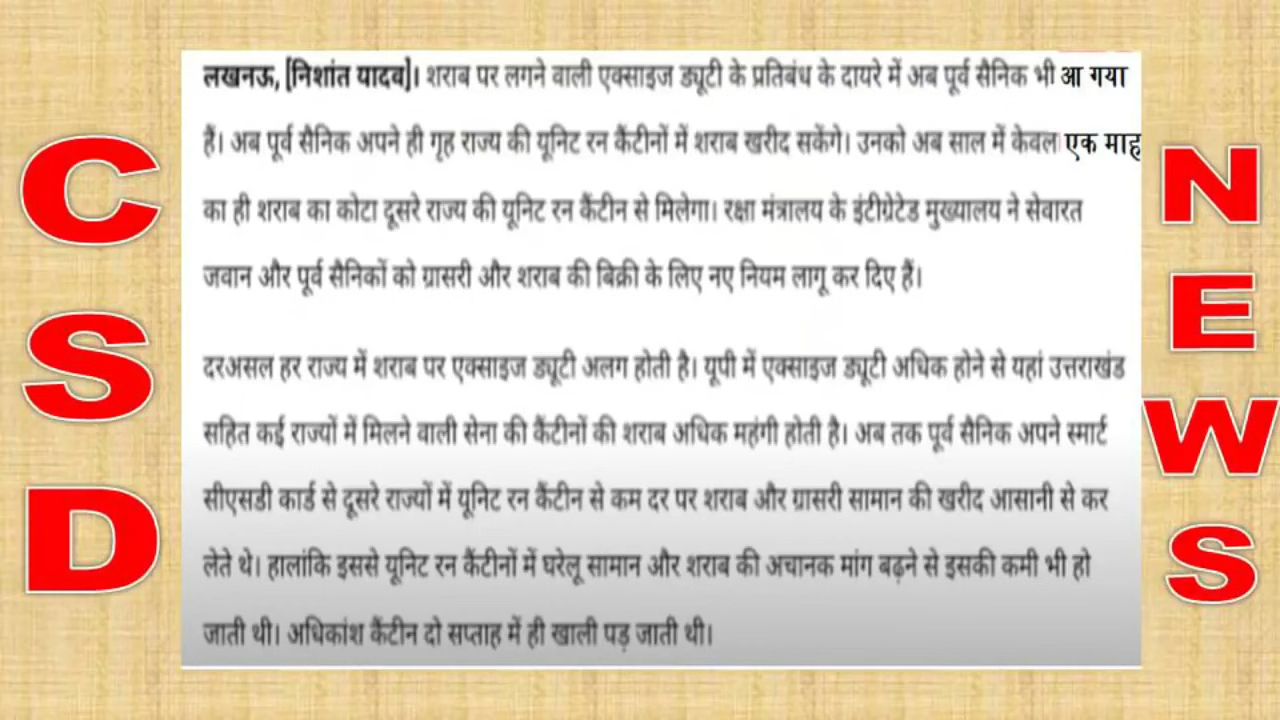 CSD
लखनऊ, [निशांत यादव]। शराब पर लगने वाली एक्साइज ड्यूटी के प्रतिबंध के दायरे में अब पूर्व सैनिक भी आ गया
हैं। अब पूर्व सैनिक अपने ही गृह राज्य की यूनिट रन कैंटीनों में शराब खरीद सकेंगे। उनको अब साल में केवल एक माह
का ही शराब का कोटा दूसरे राज्य की यूनिट रन कैंटीन से मिलेगा। रक्षा मंत्रालय के इंटीग्रेटेड मुख्यालय ने सेवारत
जवान और पूर्व सैनिकों को ग्रासरी और शराब की बिक्री के लिए नए नियम लागू कर दिए हैं।
दरअसल हर राज्य में शराब पर एक्साइज ड्यूटी अलग होती है। यूपी में एक्साइज ड्यूटी अधिक होने से यहां उत्तराखंड
सहित कई राज्यों में मिलने वाली सेना की कैंटीनों की शराब अधिक महंगी होती है। अब तक पूर्व सैनिक अपने स्मार्ट
सीएसडी कार्ड से दूसरे राज्यों में यूनिट रन कैंटीन से कम दर पर शराब और ग्रासरी सामान की खरीद आसानी से कर
लेते थे। हालांकि इससे यूनिट रन कैंटीनों में घरेलू सामान और शराब की अचानक मांग बढ़ने से इसकी कमी भी हो
जाती थी। अधिकांश कैंटीन दो सप्ताह में ही खाली पड़ जाती थी।
NEWS